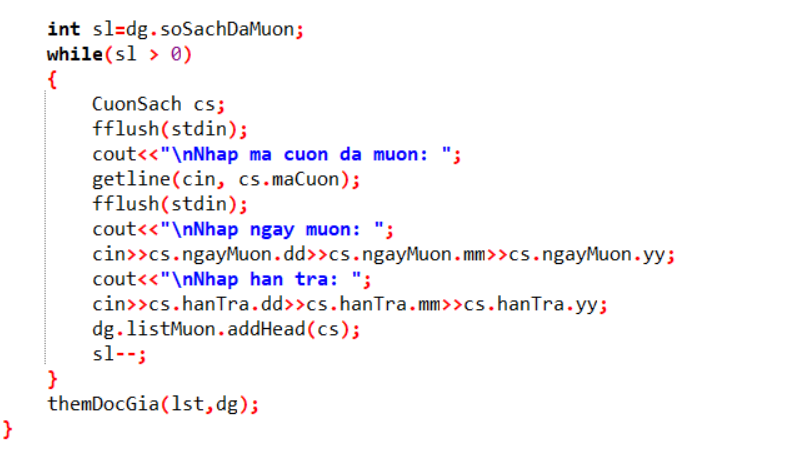 int sl=dg.soSachDaMuon;
while(sl > 0)
{
CuonSach cs;
fflush(stdin);
cout<<"\nNhap ma cuon da muon: ";
getline(cin, cs.maCuon);
fflush(stdin);
cout<<"\nNhap ngay muon: ";
cin>>cs.ngayMuon.dd>>cs.ngayMuon.mm>>cs.ngayMuon.yy;
cout<<"\nNhap han tra: ";
cin>>cs.hanTra.dd>>cs.hanTra.mm>>cs.hanTra.yy;
dg.listMuon.addHead(cs);
sl--;
}
themDocGia(lst,dg);
}